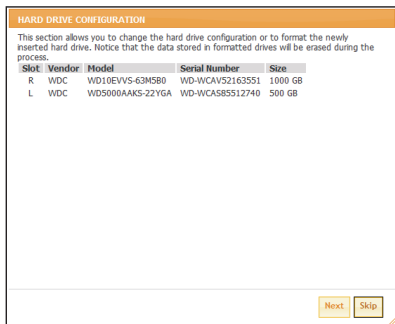 HARD DRIVE CONFIGURATION
This section allows you to change the hard drive configuration or to format the newly
inserted hard drive. Notice that the data stored in formatted drives will be erased during the
process.
Slot Vendor Model Serial Number Size
R WDC WD10EVVS-63M5B0 WD-WCAV52163551 1000 GB
L WDC WD5000AAKS-22YGA WD-WCAS85512740 500 GB
Next Skip